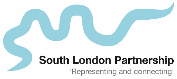 South London Partnership
'Representing and connecting'